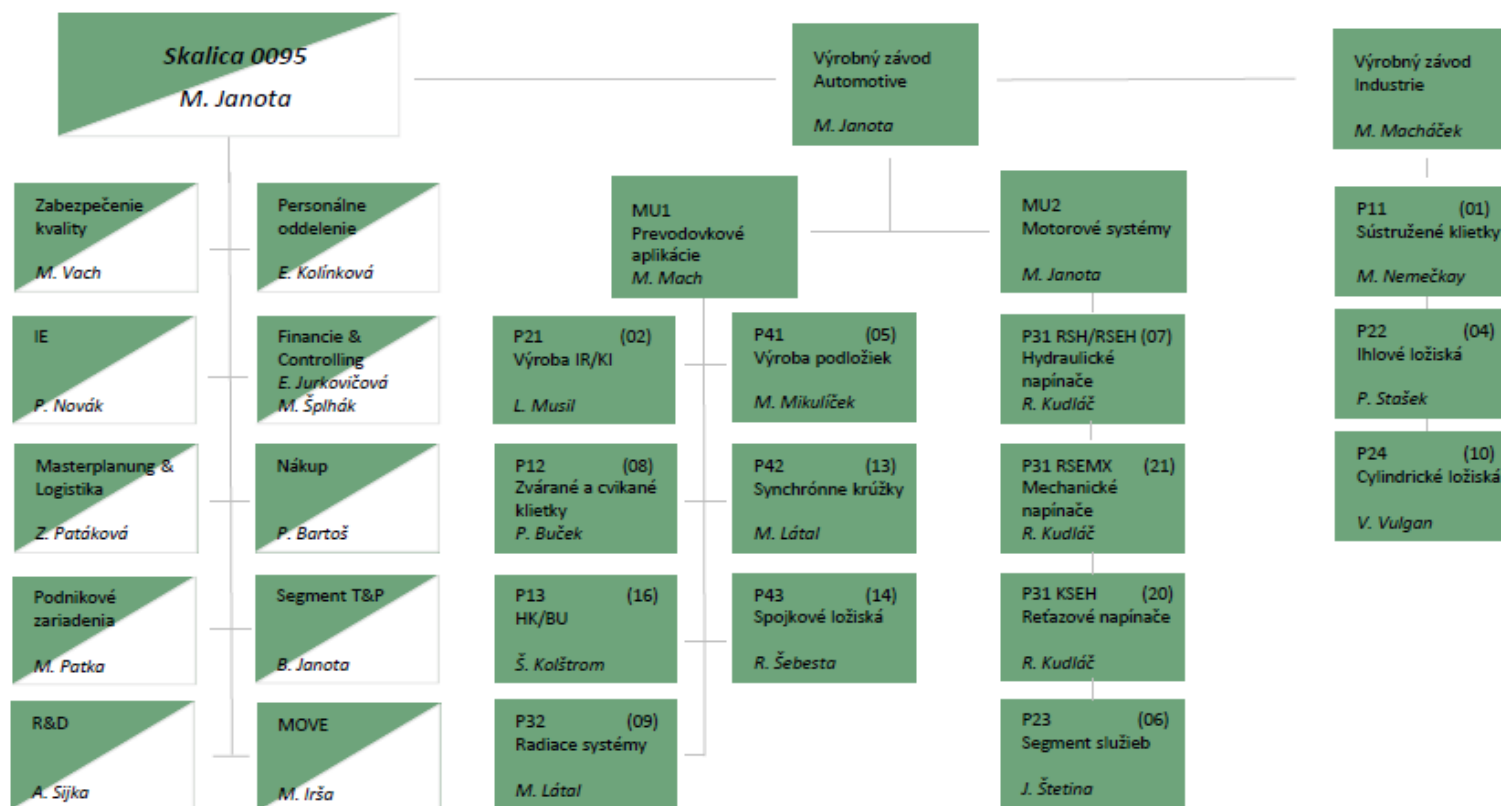 Skalica 0095
M. Janota
Výrobný závod
Automotive
M. Janota
Výrobný závod
Industrie
M. Macháček
Zabezpečenie
kvality
M. Vach
Personálne
oddelenie
E. Kolínková
IE
P. Novák
Financie &
Controlling
E. Jurkovičová
M. Šplhák
Masterplanung &
Logistika
Z. Patáková
Nákup
P. Bartoš
Podnikové
zariadenia
M. Patka
Segment T&P
B. Janota
R&D
A. Sijka
MOVE
M. Irša
MU1
Prevodovkové
aplikácie
M. Mach
P21 (02)
Výroba IR/KI
L. Musil
P41 (05)
Výroba podložiek
M. Mikulíček
P12 (08)
Zvárané a cvikané
klietky
P. Buček
P42 (13)
Synchrónne krúžky
M. Látal
P13 (16)
HK/BU
Š. Kolštrom
P43 (14)
Spojkové ložiská
R. Šebesta
P32 (09)
Radiace systémy
M. Látal
MU2
Motorové systémy
M. Janota
P31 RSH/RSEH (07)
Hydraulické
napínače
R. Kudláč
P31 RSEMX (21)
Mechanické
napínače
R. Kudláč
P31 KSEH (20)
Reťazové napínače
R. Kudláč
P23 (06)
Segment služieb
J. Štetina
P11 (01)
Sústružené klietky
M. Nemečkay
P22 (04)
Ihlové ložiská
P. Stašek
P24 (10)
Cylindrické ložiská
V. Vulgan